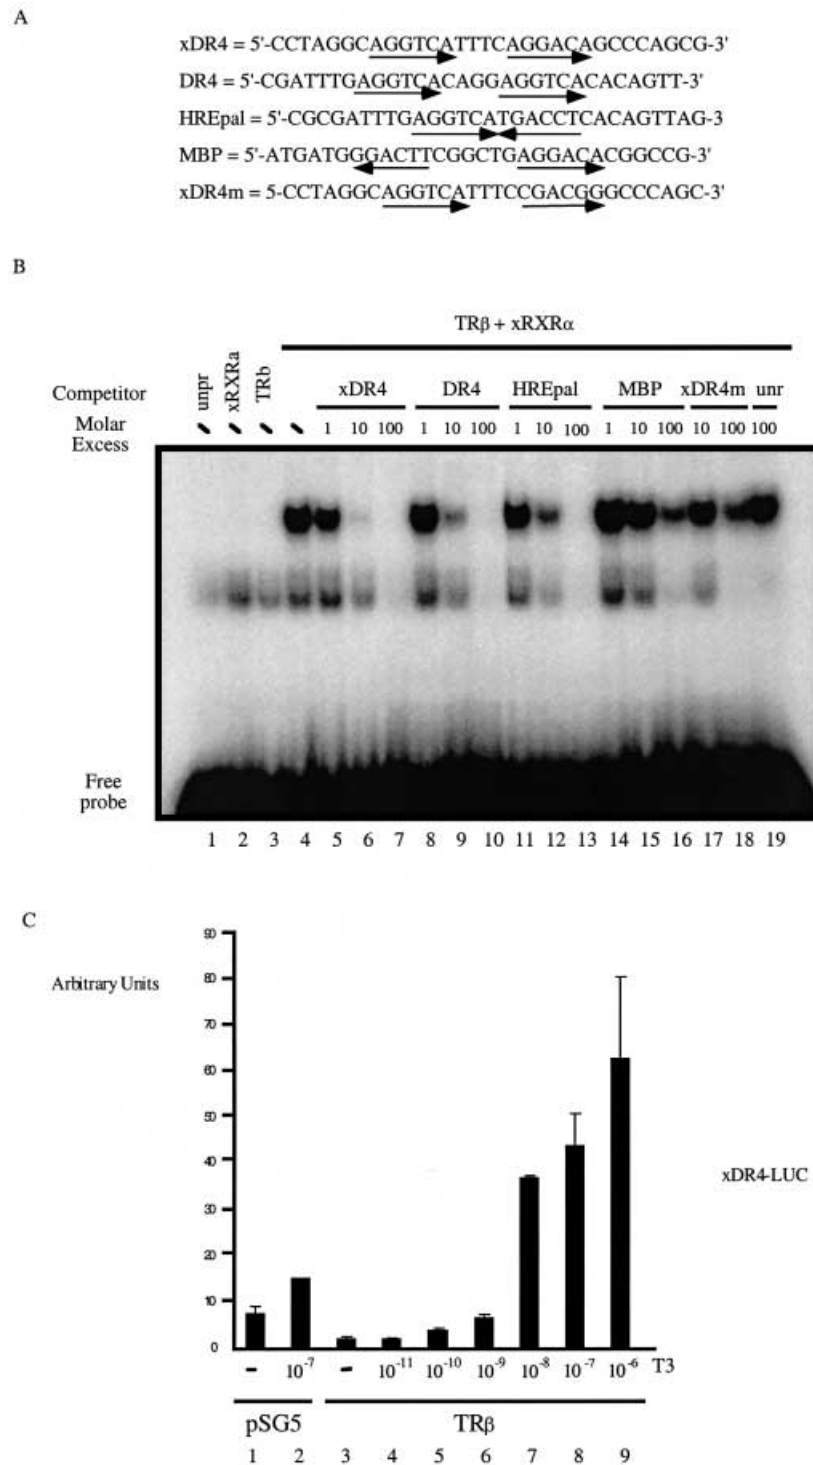 A
xDR4 = 5'-CCTAGGCAGGTCATTTCAGGACAGCCCAGCG-3'
DR4 = 5'-CGATTTGAGGTCACAGGAGGTCACACAGTT-3'
HREpal = 5'-CGCGATTTGAGGTCATGACCTCACAGTTAG-3
MBP = 5'-ATGATGGGACTTCGGCTGAGGACACGGCCG-3'
xDR4m = 5-CCTAGGCAGGTCATTTCCGACGGGCCCAGC-3'
B
TRβ + xRXRα
unpr xRXRa TRb
Competitor xDR4 DR4 HREpal MBP xDR4m unr
Molar Excess 1 10 100 1 10 100 1 10 100 1 10 100 10 100 100
Free probe
1 2 3 4 5 6 7 8 9 10 11 12 13 14 15 16 17 18 19
C
Arbitrary Units
90
80
70
60
50
40
30
20
10
0
xDR4-LUC
– 10⁻⁷ – 10⁻¹¹ 10⁻¹⁰ 10⁻⁹ 10⁻⁸ 10⁻⁷ 10⁻⁶ T3
pSG5 TRβ
1 2 3 4 5 6 7 8 9